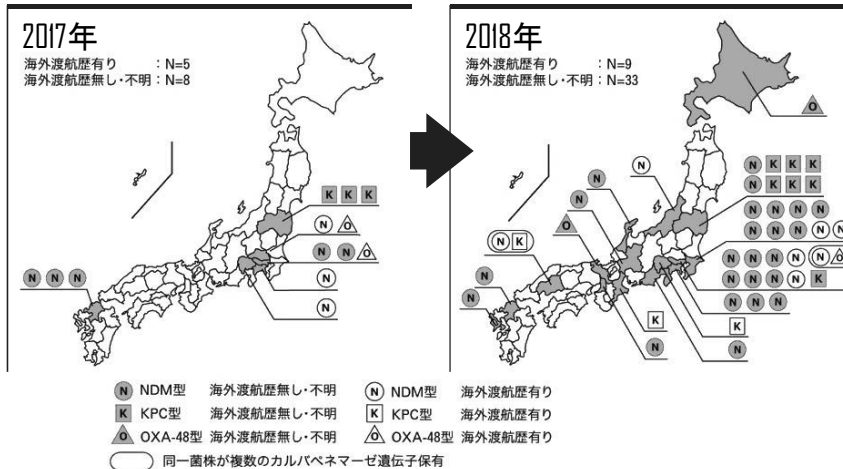 2017年
海外渡航歴有り :N=5
海外渡航歴無し・不明:N=8
K K K
N O
N N O
N
N
N N N
2018年
海外渡航歴有り :N=9
海外渡航歴無し・不明:N=33
O
N
N
O
N K
N
N
N K K K
N K K K
N N N N
N N N N N
N N N N N O
N N N N K
N N N
K
K
N
N
N NDM型 海外渡航歴無し・不明
K KPC型 海外渡航歴無し・不明
O OXA-48型 海外渡航歴無し・不明
N NDM型 海外渡航歴有り
K KPC型 海外渡航歴有り
O OXA-48型 海外渡航歴有り
同一菌株が複数のカルバペネマーゼ遺伝子保有